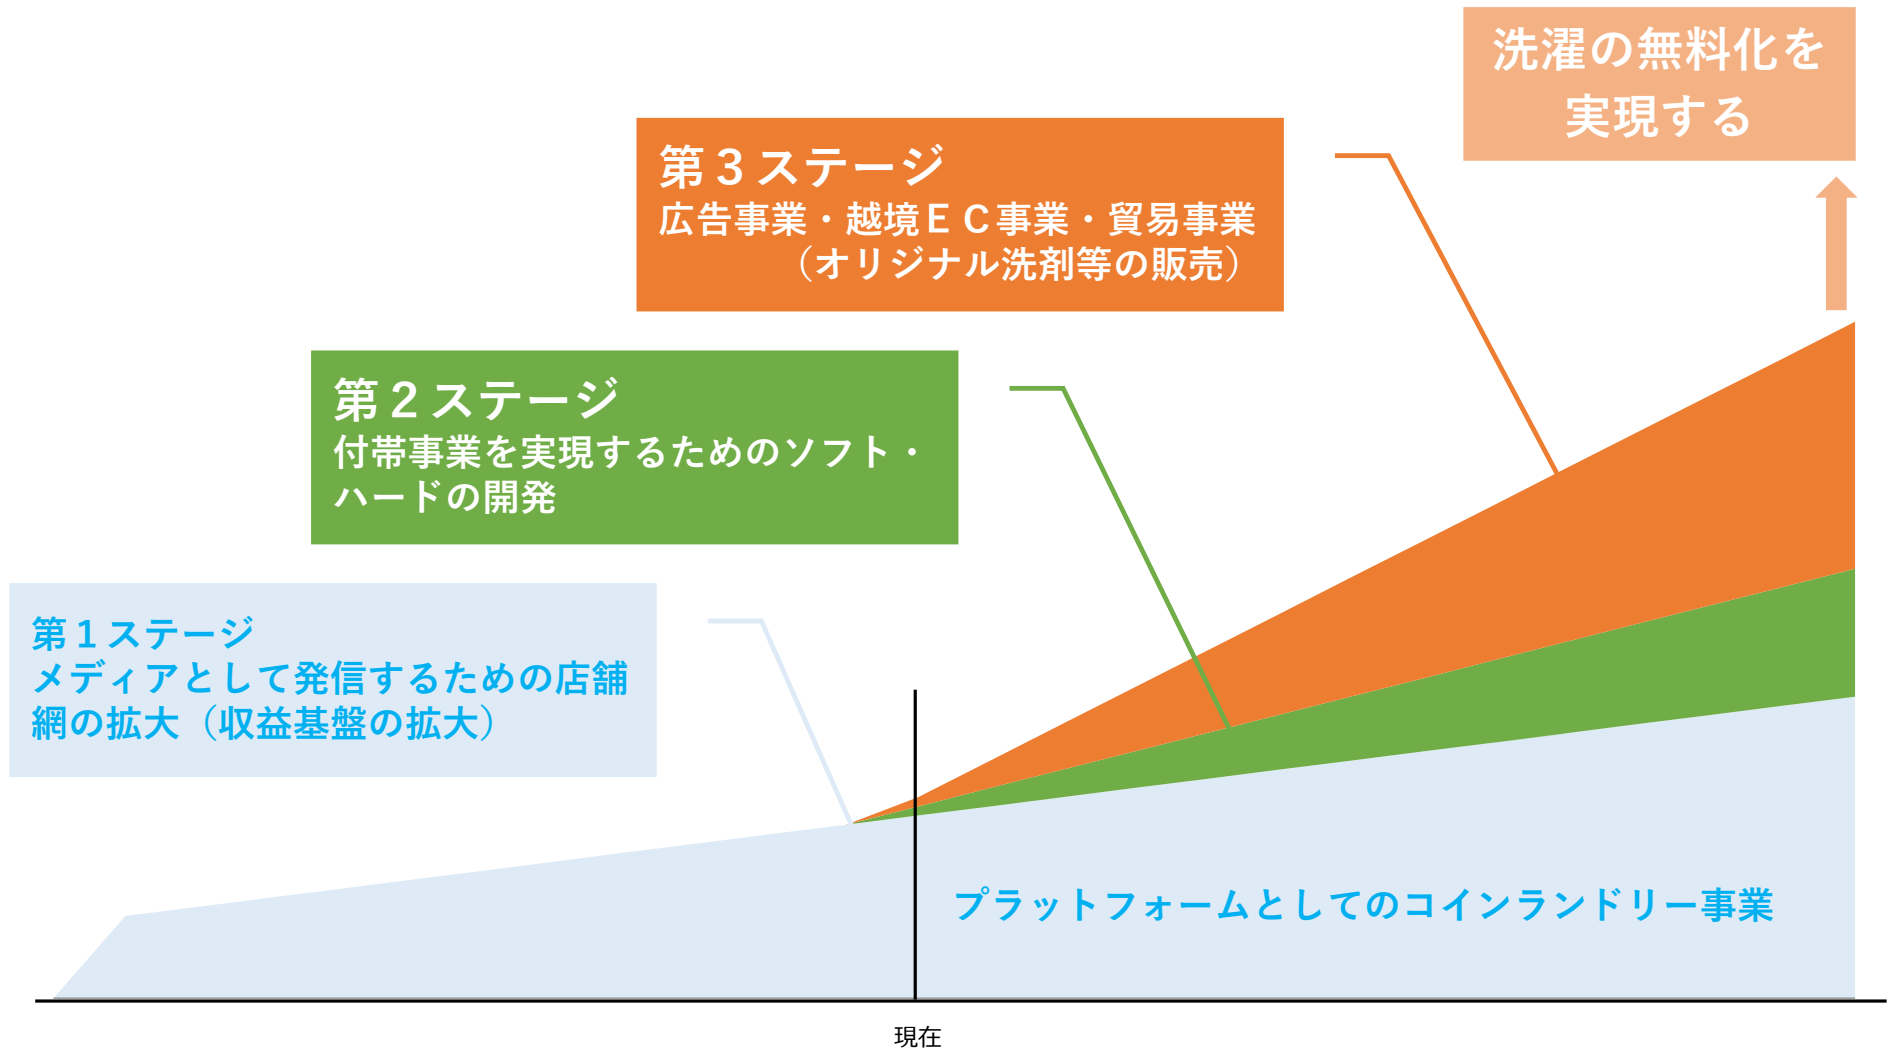 洗濯の無料化を
実現する
第３ステージ
広告事業・越境ＥＣ事業・貿易事業
（オリジナル洗剤等の販売）
第２ステージ
付帯事業を実現するためのソフト・
ハードの開発
第１ステージ
メディアとして発信するための店舗
網の拡大（収益基盤の拡大）
プラットフォームとしてのコインランドリー事業
現在